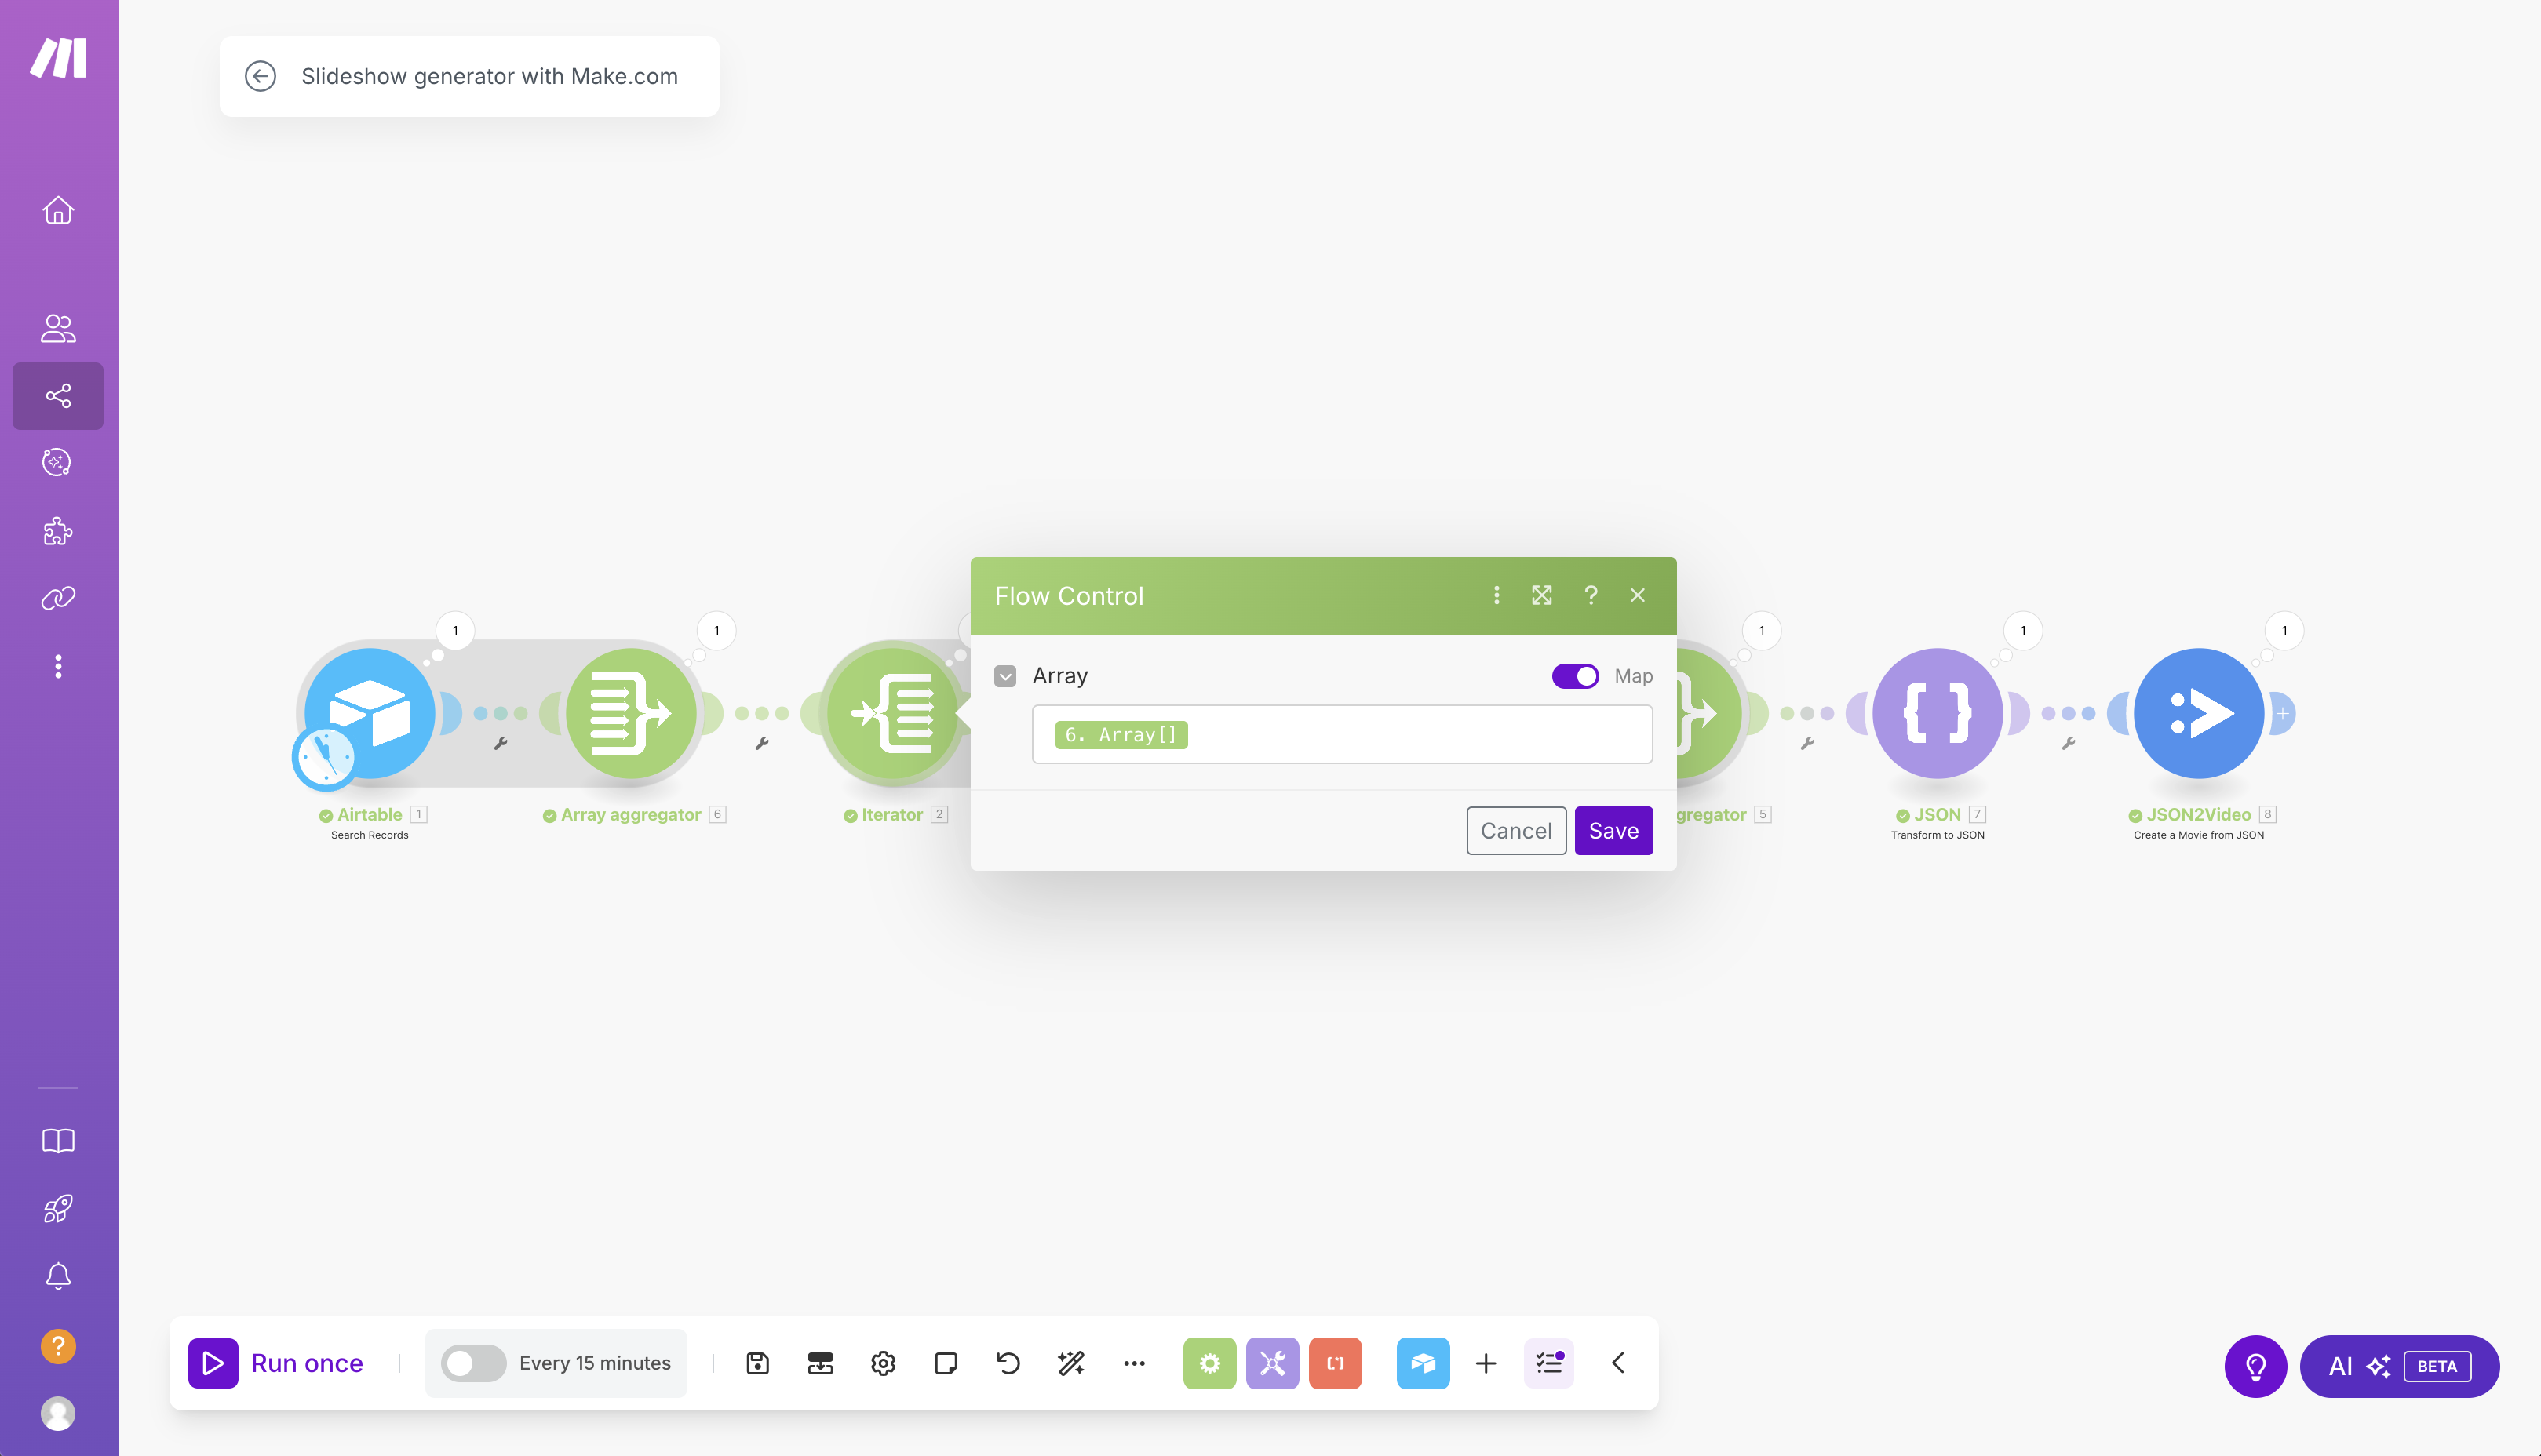 Slideshow generator with Make.com
Flow Control
Array
Map
6. Array[]
Cancel
Save
1
1
1
1
1
Airtable 1
Search Records
Array aggregator 6
Iterator 2
gregator 5
JSON 7
Transform to JSON
JSON2Video 8
Create a Movie from JSON
Run once
Every 15 minutes
AI BETA